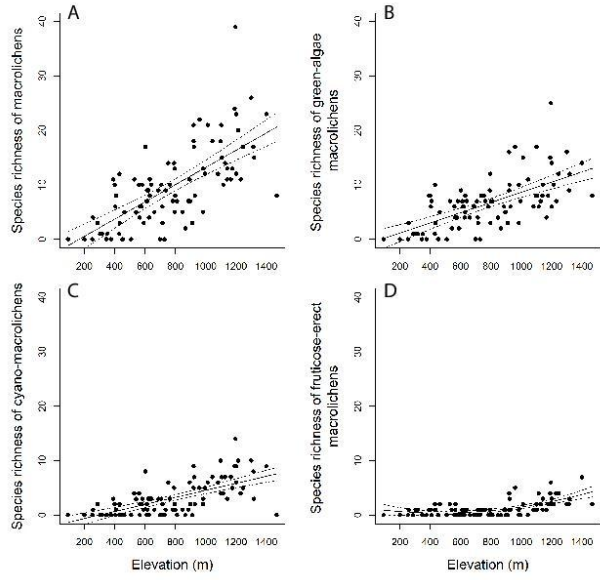 A
Species richness of macrolichens
40
30
20
10
0
200 400 600 800 1000 1200 1400
B
Species richness of green-algae
macrolichens
40
30
20
10
0
200 400 600 800 1000 1200 1400
C
Species richness of cyano-macrolichens
40
30
20
10
0
200 400 600 800 1000 1200 1400
Elevation (m)
D
Species richness of fruticose-erect
macrolichens
40
30
20
10
0
200 400 600 800 1000 1200 1400
Elevation (m)